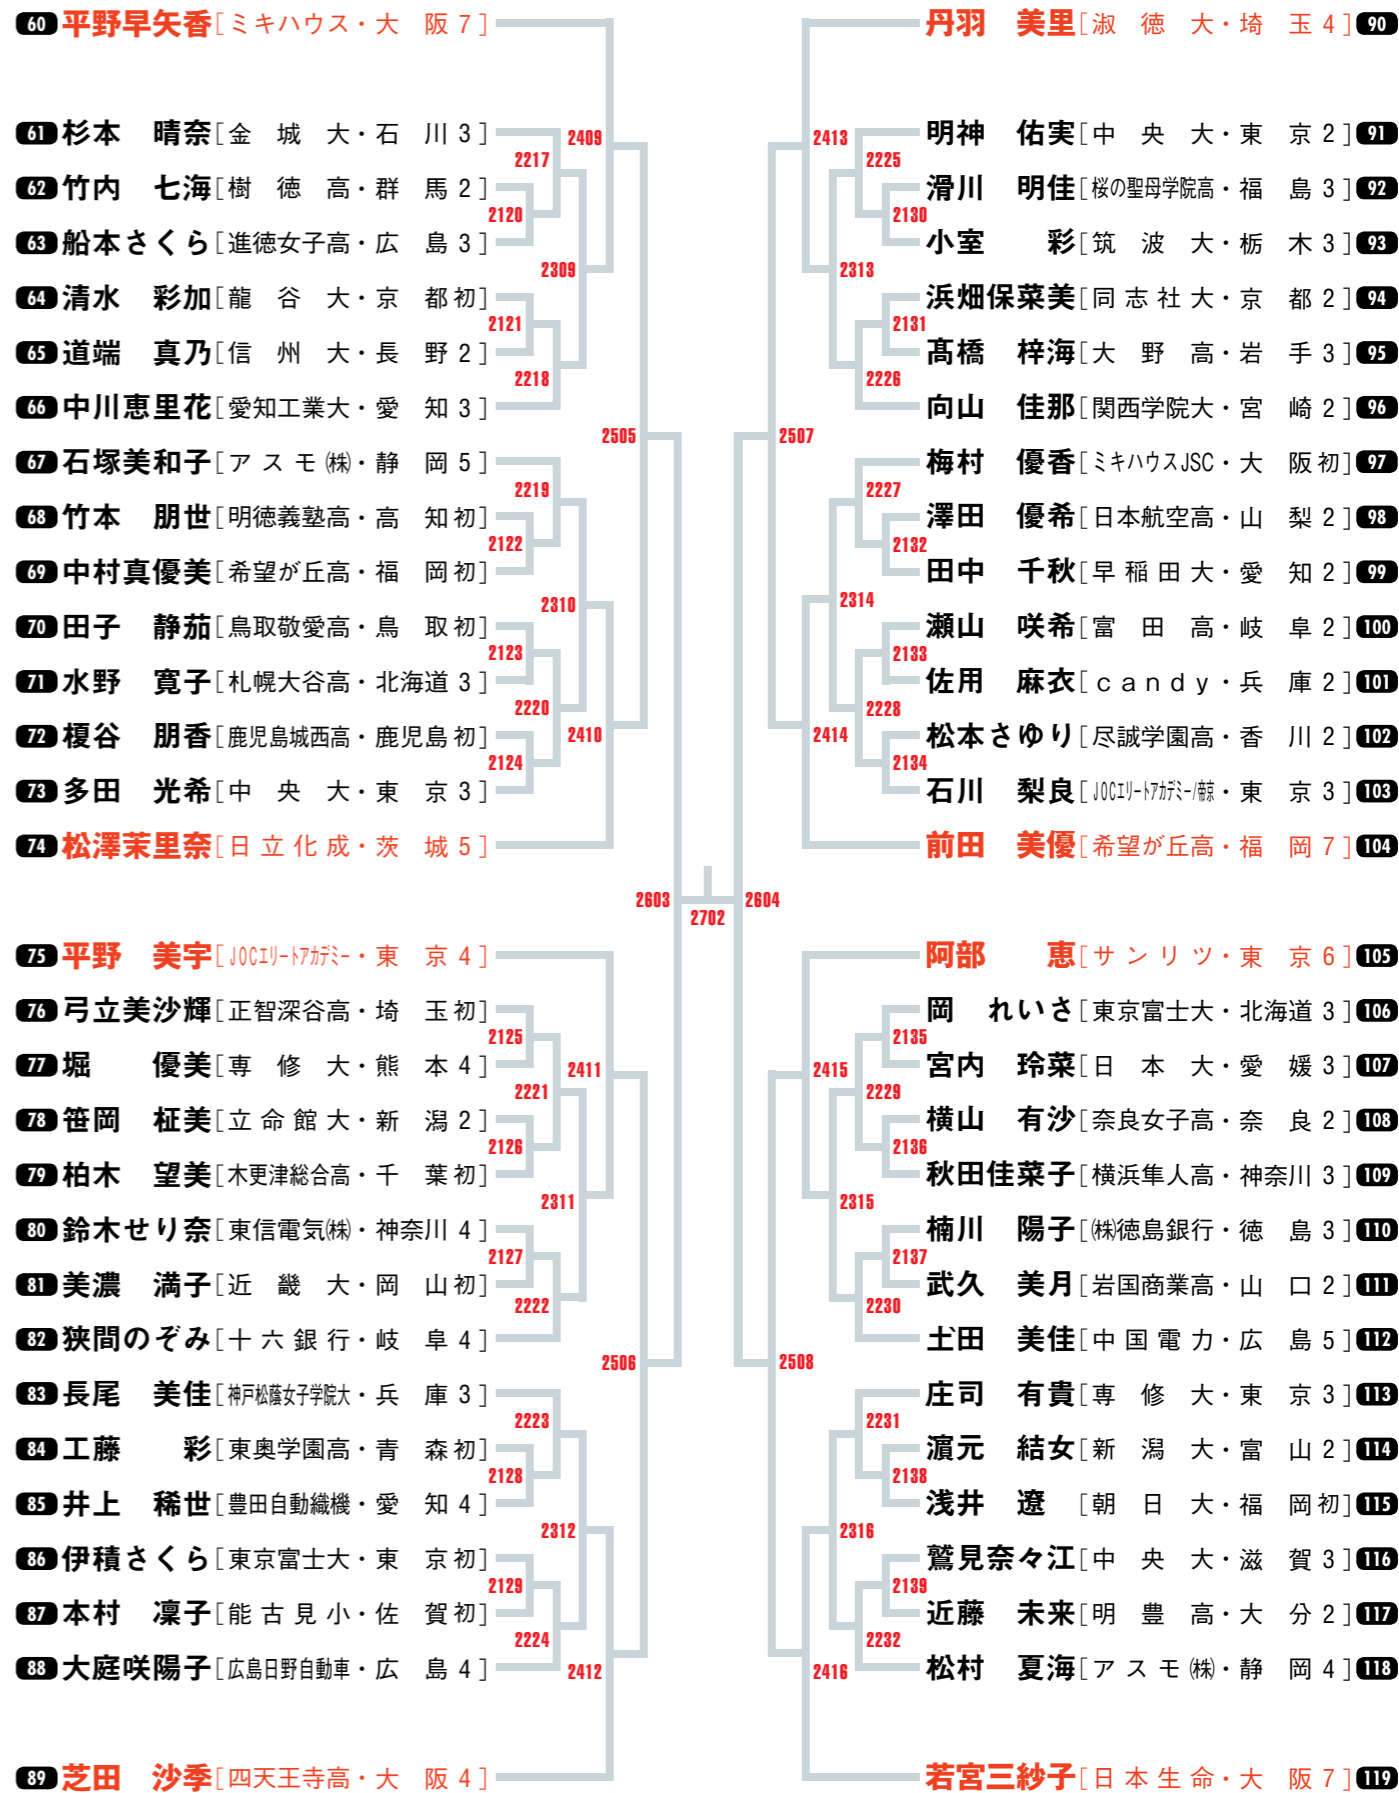 60 平野早矢香［ミキハウス・大　阪 7］
61 杉本　晴奈［金　城　大・石　川 3］
62 竹内　七海［樹　徳　高・群　馬 2］
63 船本さくら［進徳女子高・広　島 3］
64 清水　彩加［龍　谷　大・京　都初］
65 道端　真乃［信　州　大・長　野 2］
66 中川恵里花［愛知工業大・愛　知 3］
67 石塚美和子［アスモ㈱・静　岡 5］
68 竹本　朋世［明徳義塾高・高　知初］
69 中村真優美［希望が丘高・福　岡初］
70 田子　静茄［鳥取敬愛高・鳥　取初］
71 水野　寛子［札幌大谷高・北海道 3］
72 榎谷　朋香［鹿児島城西高・鹿児島初］
73 多田　光希［中　央　大・東　京 3］
74 松澤茉里奈［日立化成・茨　城 5］
75 平野　美宇［JOCエリートアカデミー・東　京 4］
76 弓立美沙輝［正智深谷高・埼　玉初］
77 堀　　優美［専　修　大・熊　本 4］
78 笹岡　柾美［立命館大・新　潟 2］
79 柏木　望美［木更津総合高・千　葉初］
80 鈴木せり奈［東信電気㈱・神奈川 4］
81 美濃　満子［近　畿　大・岡　山初］
82 狭間のぞみ［十六銀行・岐　阜 4］
83 長尾　美佳［神戸松蔭女子学院大・兵　庫 3］
84 工藤　　彩［東奥学園高・青　森初］
85 井上　稀世［豊田自動織機・愛　知 4］
86 伊積さくら［東京富士大・東　京初］
87 本村　凜子［能古見小・佐　賀初］
88 大庭咲陽子［広島日野自動車・広　島 4］
89 芝田　沙季［四天王寺高・大　阪 4］
2409
2217
2120
2309
2121
2218
2505
2219
2122
2310
2123
2220
2410
2124
2603
2125
2411
2221
2126
2311
2127
2222
2506
2223
2128
2312
2129
2224
2412
2702
2604
2413
2225
2130
2313
2131
2226
2507
2227
2132
2314
2133
2228
2414
2134
2135
2415
2229
2136
2315
2137
2230
2508
2231
2138
2316
2139
2232
2416
丹羽　美里［淑　徳　大・埼　玉 4］90
明神　佑実［中　央　大・東　京 2］91
滑川　明佳［桜の聖母学院高・福　島 3］92
小室　　彩［筑　波　大・栃　木 3］93
浜畑保菜美［同志社大・京　都 2］94
髙橋　梓海［大　野　高・岩　手 3］95
向山　佳那［関西学院大・宮　崎 2］96
梅村　優香［ミキハウスJSC・大　阪初］97
澤田　優希［日本航空高・山　梨 2］98
田中　千秋［早稲田大・愛　知 2］99
瀬山　咲希［富　田　高・岐　阜 2］100
佐用　麻衣［candy・兵　庫 2］101
松本さゆり［尽誠学園高・香　川 2］102
石川　梨良［JOCエリートアカデミー/帝京・東　京 3］103
前田　美優［希望が丘高・福　岡 7］104
阿部　　恵［サンリツ・東　京 6］105
岡　れいさ［東京富士大・北海道 3］106
宮内　玲菜［日　本　大・愛　媛 3］107
横山　有沙［奈良女子高・奈　良 2］108
秋田佳菜子［横浜隼人高・神奈川 3］109
楠川　陽子［㈱徳島銀行・徳　島 3］110
武久　美月［岩国商業高・山　口 2］111
土田　美佳［中国電力・広　島 5］112
庄司　有貴［専　修　大・東　京 3］113
濵元　結女［新　潟　大・富　山 2］114
浅井　遼　［朝　日　大・福　岡初］115
鷲見奈々江［中　央　大・滋　賀 3］116
近藤　未来［明　豊　高・大　分 2］117
松村　夏海［アスモ㈱・静　岡 4］118
若宮三紗子［日本生命・大　阪 7］119